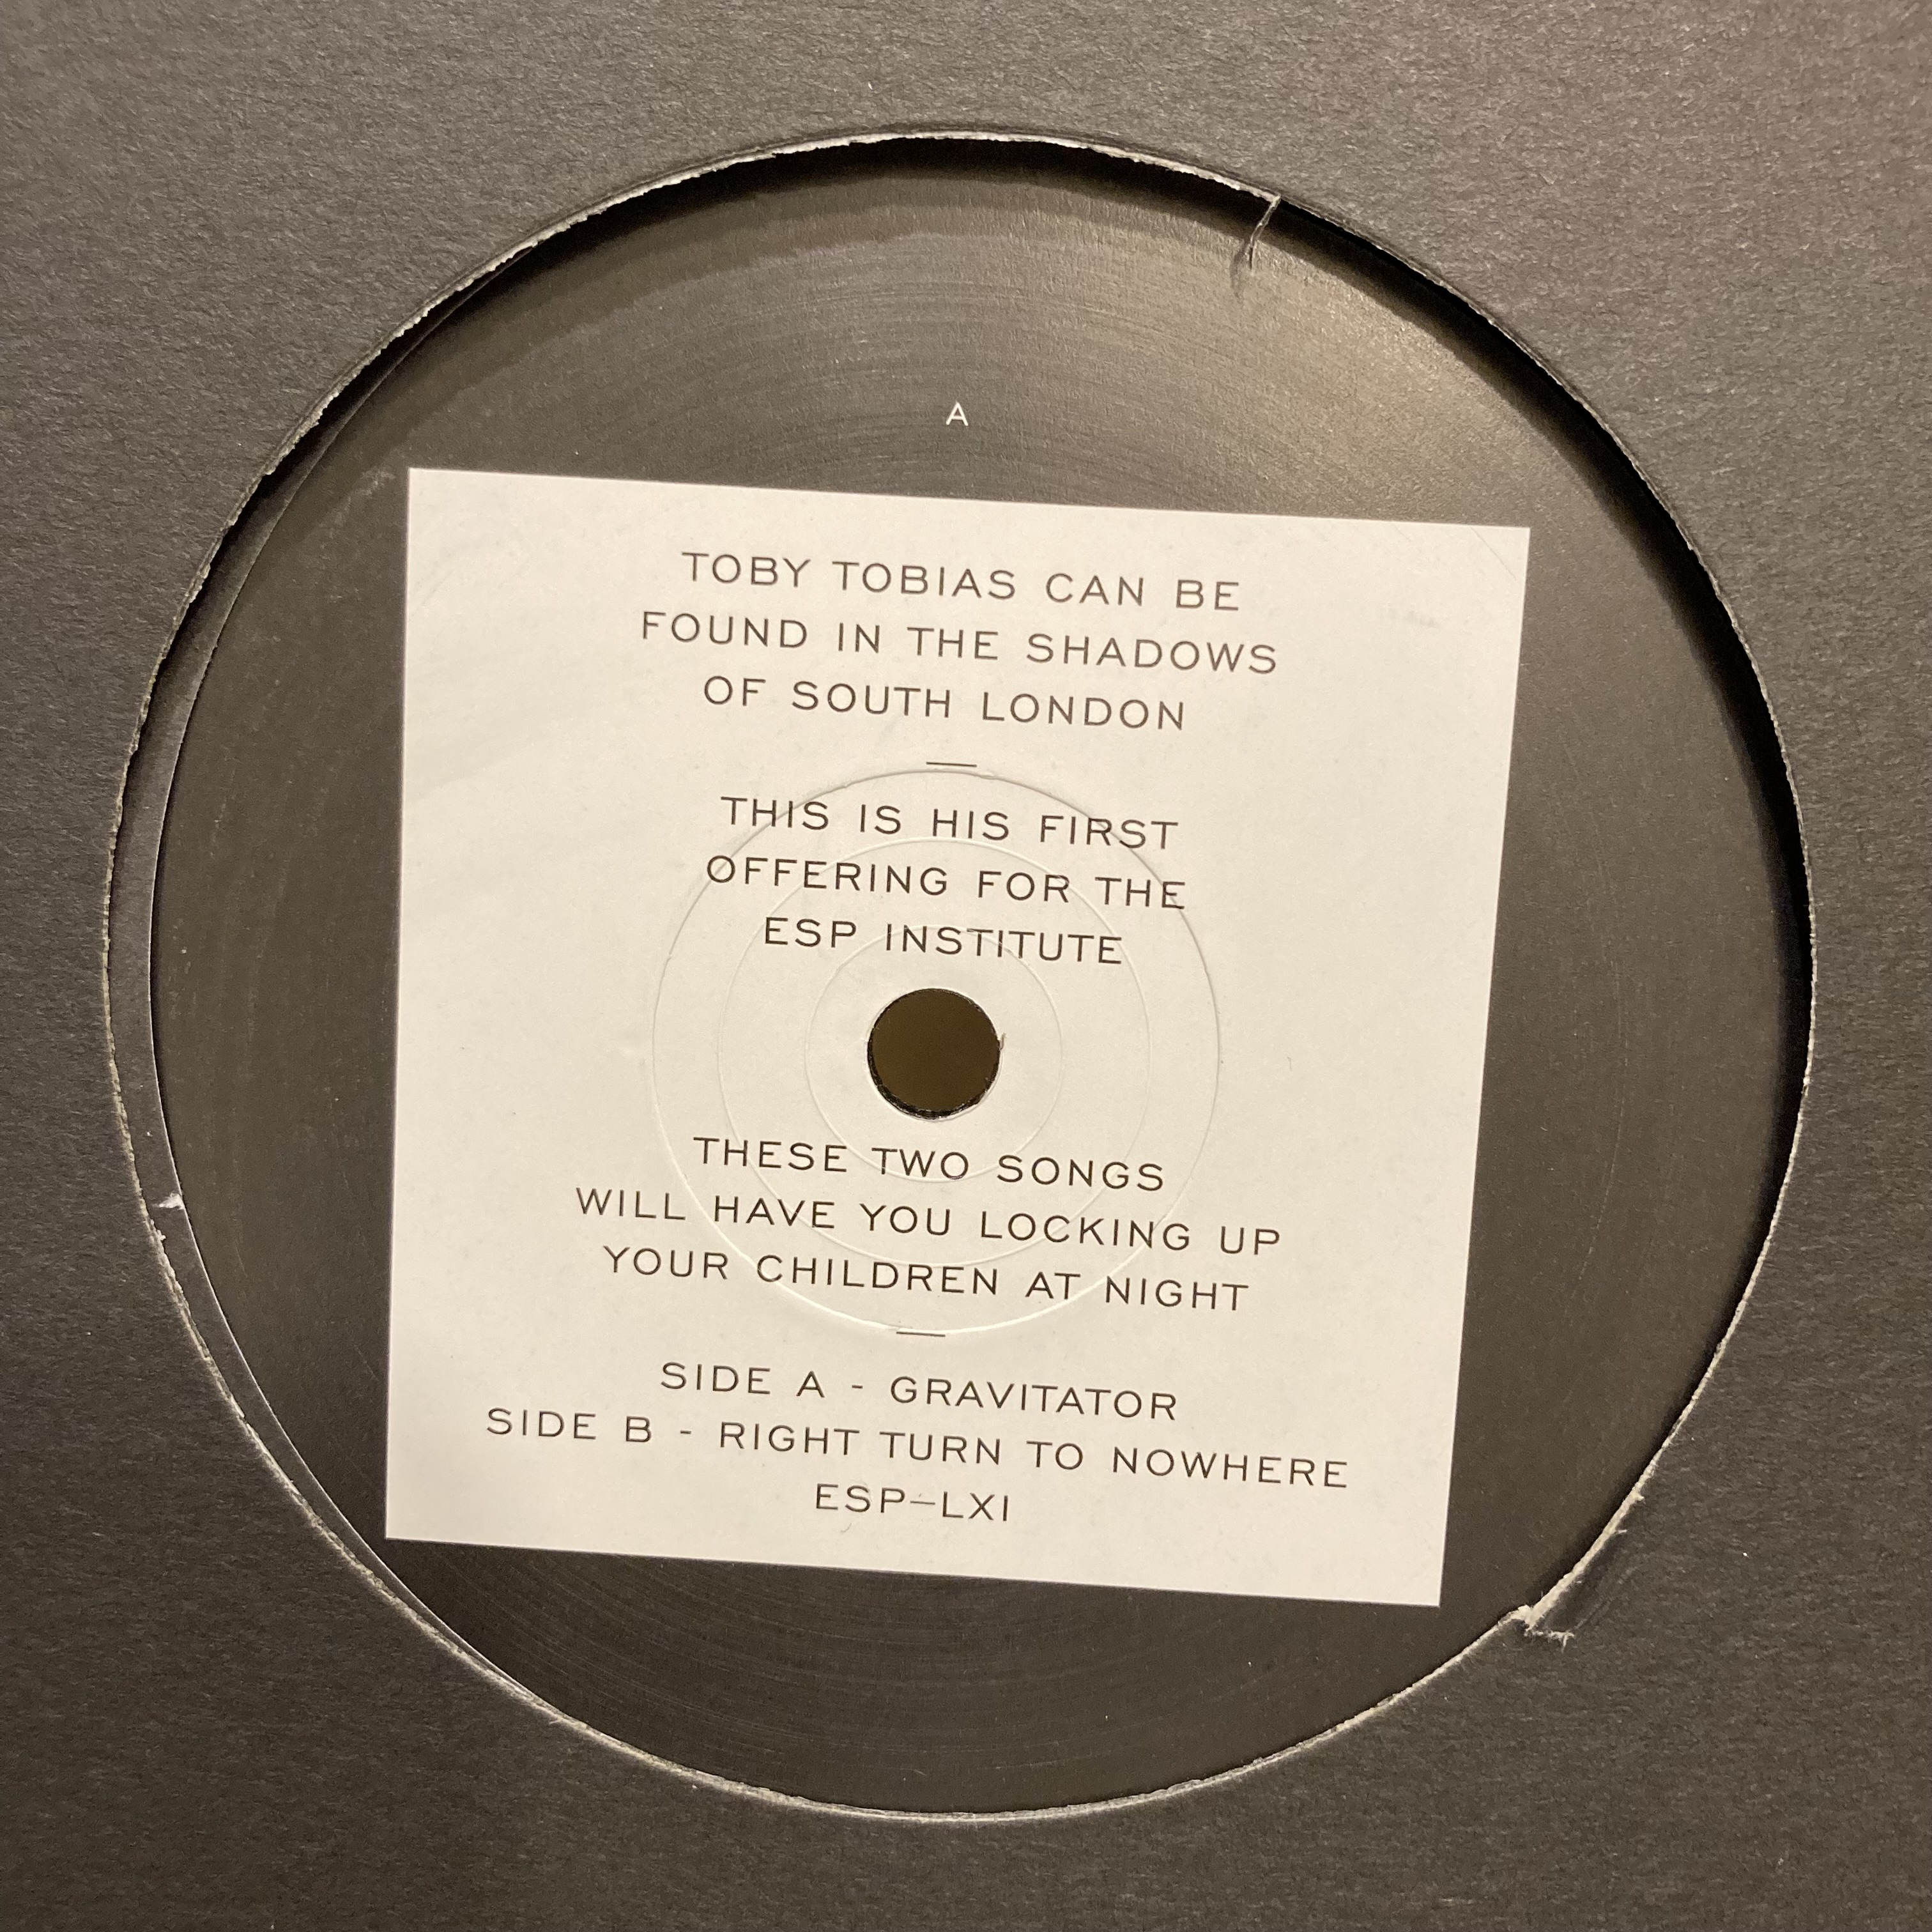 A
TOBY TOBIAS CAN BE
FOUND IN THE SHADOWS
OF SOUTH LONDON
—
THIS IS HIS FIRST
OFFERING FOR THE
ESP INSTITUTE
THESE TWO SONGS
WILL HAVE YOU LOCKING UP
YOUR CHILDREN AT NIGHT
—
SIDE A - GRAVITATOR
SIDE B - RIGHT TURN TO NOWHERE
ESP—LXI